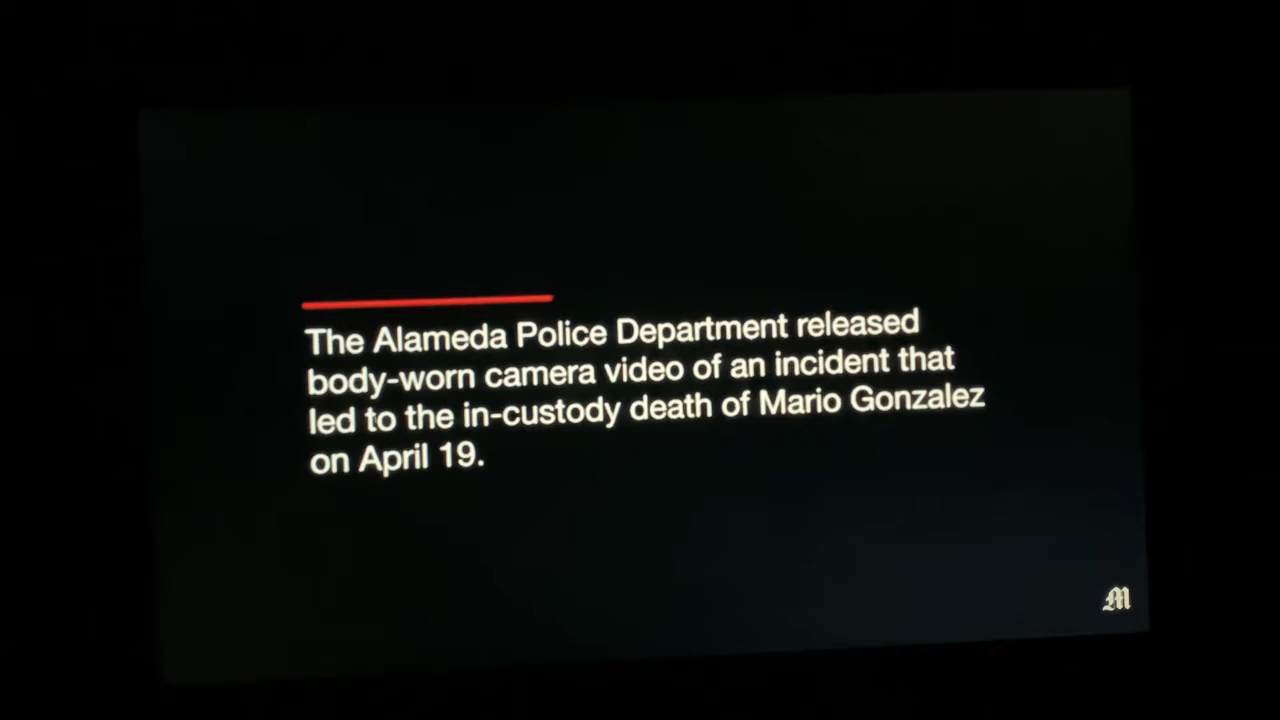 The Alameda Police Department released
body-worn camera video of an incident that
led to the in-custody death of Mario Gonzalez
on April 19.
M